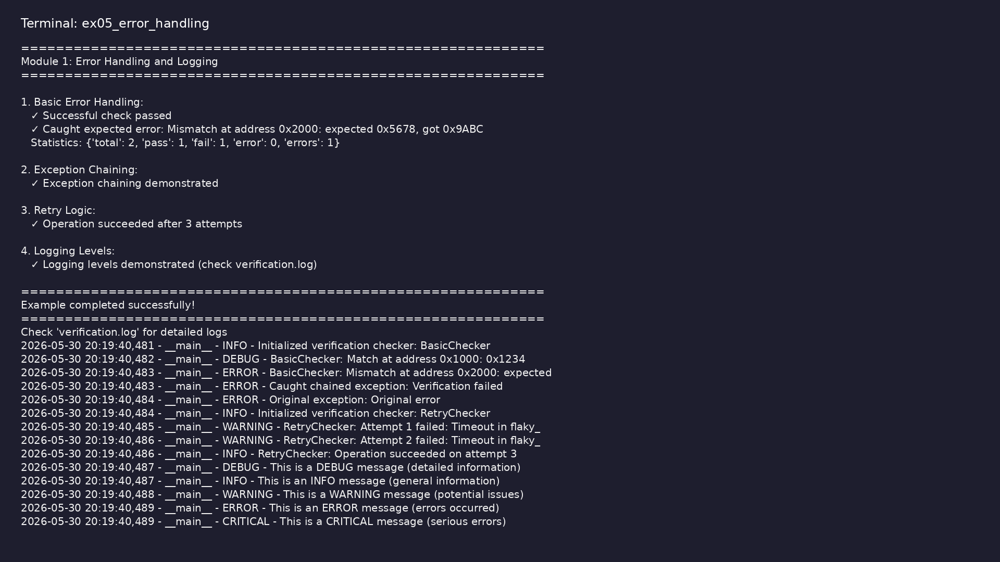 Terminal: ex05_error_handling
============================================================
Module 1: Error Handling and Logging
============================================================
1. Basic Error Handling:
✓ Successful check passed
✓ Caught expected error: Mismatch at address 0x2000: expected 0x5678, got 0x9ABC
Statistics: {'total': 2, 'pass': 1, 'fail': 1, 'error': 0, 'errors': 1}
2. Exception Chaining:
✓ Exception chaining demonstrated
3. Retry Logic:
✓ Operation succeeded after 3 attempts
4. Logging Levels:
✓ Logging levels demonstrated (check verification.log)
============================================================
Example completed successfully!
============================================================
Check 'verification.log' for detailed logs
2026-05-30 20:19:40,481 - __main__ - INFO - Initialized verification checker: BasicChecker
2026-05-30 20:19:40,482 - __main__ - DEBUG - BasicChecker: Match at address 0x1000: 0x1234
2026-05-30 20:19:40,483 - __main__ - ERROR - BasicChecker: Mismatch at address 0x2000: expected
2026-05-30 20:19:40,483 - __main__ - ERROR - Caught chained exception: Verification failed
2026-05-30 20:19:40,484 - __main__ - ERROR - Original exception: Original error
2026-05-30 20:19:40,484 - __main__ - INFO - Initialized verification checker: RetryChecker
2026-05-30 20:19:40,485 - __main__ - WARNING - RetryChecker: Attempt 1 failed: Timeout in flaky_
2026-05-30 20:19:40,486 - __main__ - WARNING - RetryChecker: Attempt 2 failed: Timeout in flaky_
2026-05-30 20:19:40,486 - __main__ - INFO - RetryChecker: Operation succeeded on attempt 3
2026-05-30 20:19:40,487 - __main__ - DEBUG - This is a DEBUG message (detailed information)
2026-05-30 20:19:40,487 - __main__ - INFO - This is an INFO message (general information)
2026-05-30 20:19:40,488 - __main__ - WARNING - This is a WARNING message (potential issues)
2026-05-30 20:19:40,489 - __main__ - ERROR - This is an ERROR message (errors occurred)
2026-05-30 20:19:40,489 - __main__ - CRITICAL - This is a CRITICAL message (serious errors)